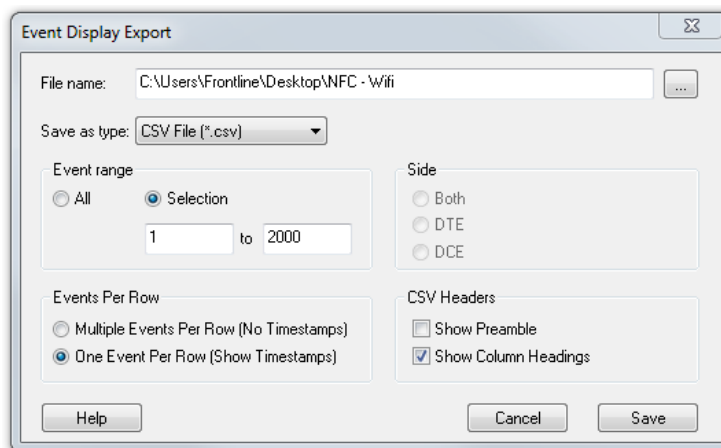 Event Display Export
File name: C:\Users\Frontline\Desktop\NFC - Wifi ...
Save as type: CSV File (*.csv)
Event range
All Selection
1 to 2000
Side
Both
DTE
DCE
Events Per Row
Multiple Events Per Row (No Timestamps)
One Event Per Row (Show Timestamps)
CSV Headers
Show Preamble
Show Column Headings
Help Cancel Save